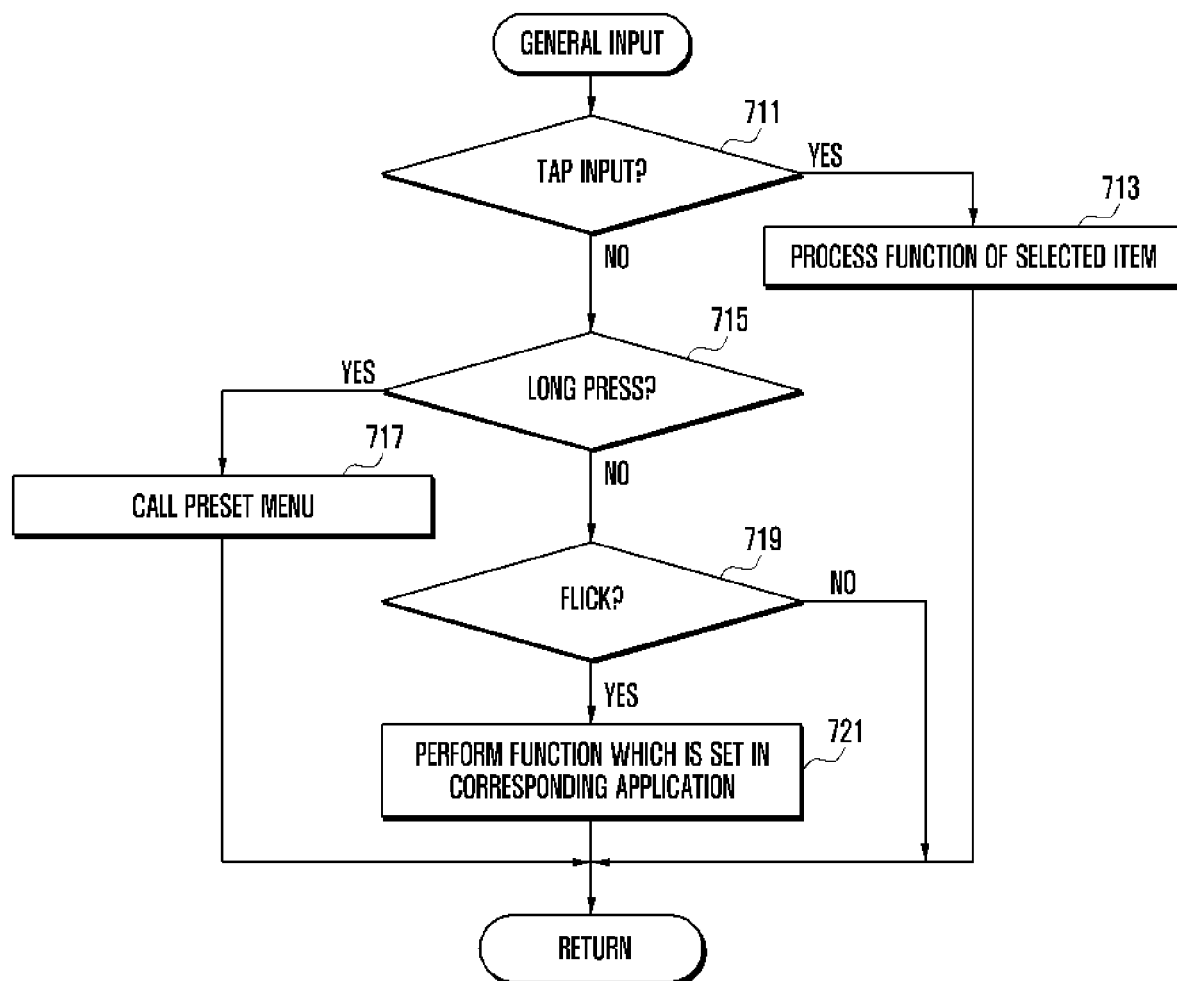 GENERAL INPUT
711
TAP INPUT?
YES
713
PROCESS FUNCTION OF SELECTED ITEM
NO
715
YES
LONG PRESS?
717
CALL PRESET MENU
NO
719
FLICK?
NO
YES
721
PERFORM FUNCTION WHICH IS SET IN
CORRESPONDING APPLICATION
RETURN